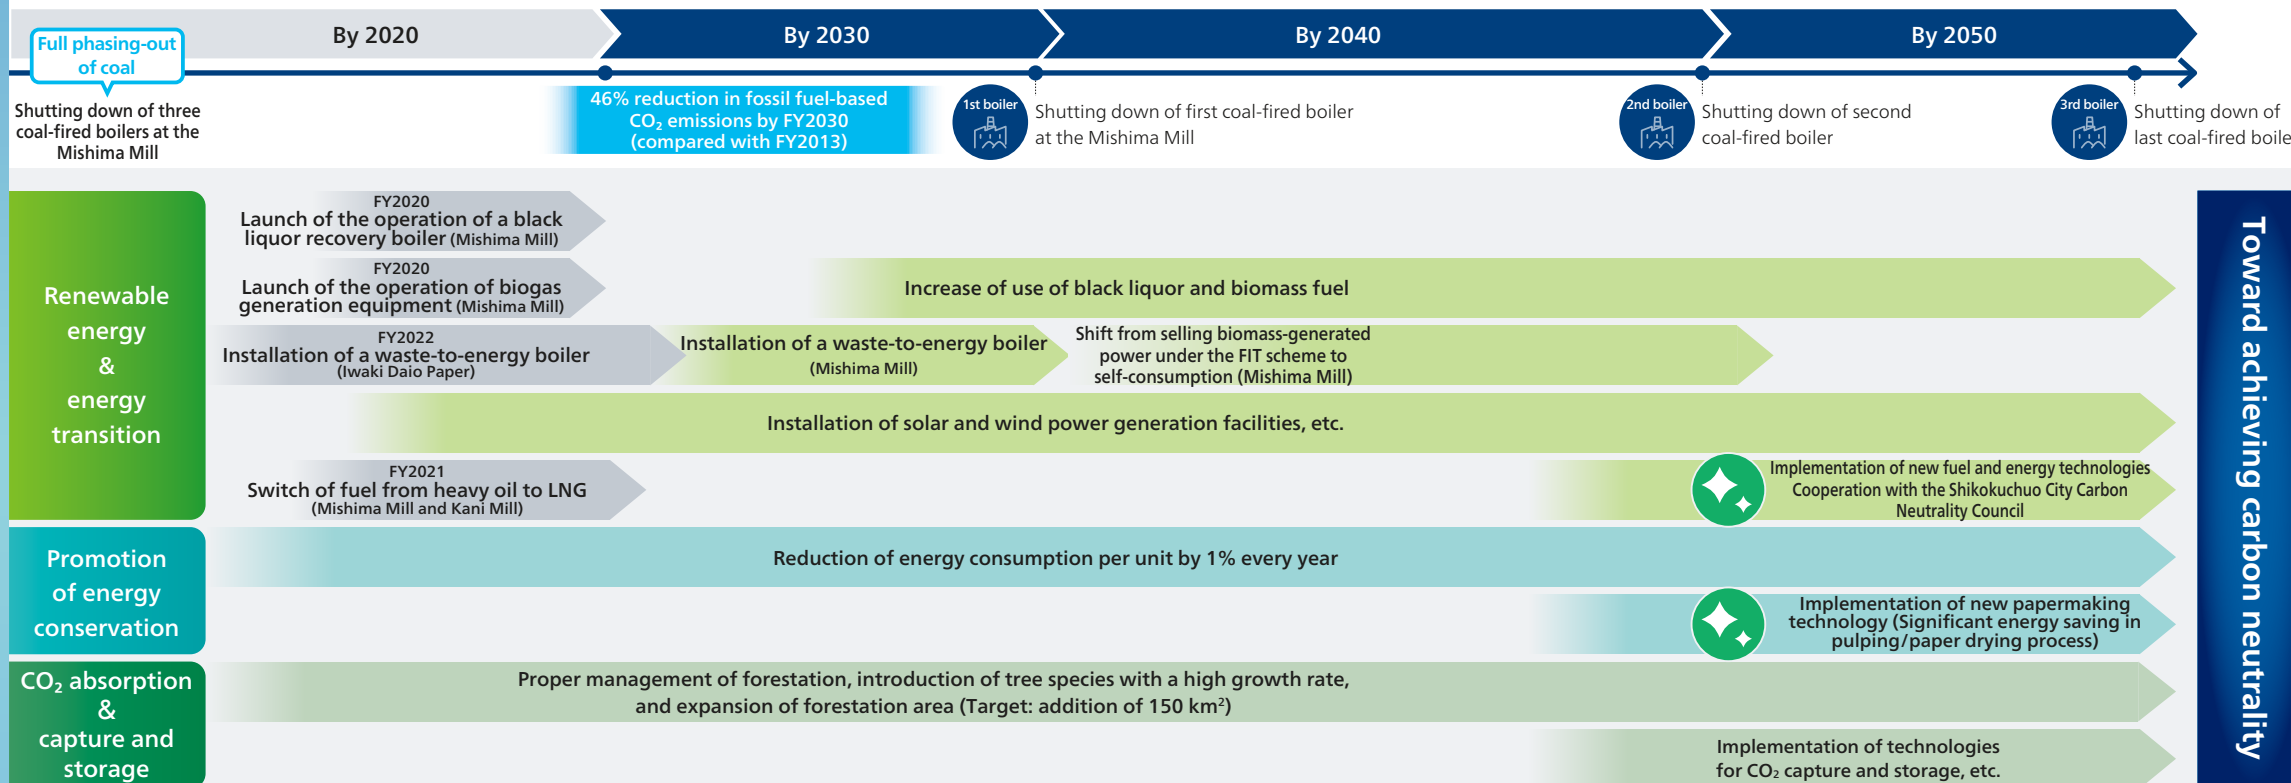 By 2020
By 2030
By 2040
By 2050
Full phasing-out
of coal
Shutting down of three
coal-fired boilers at the
Mishima Mill
46% reduction in fossil fuel-based
CO₂ emissions by FY2030
(compared with FY2013)
1st boiler
Shutting down of first coal-fired boiler
at the Mishima Mill
2nd boiler
Shutting down of second
coal-fired boiler
3rd boiler
Shutting down of
last coal-fired boile
Renewable
energy
&
energy
transition
FY2020
Launch of the operation of a black
liquor recovery boiler (Mishima Mill)
FY2020
Launch of the operation of biogas
generation equipment (Mishima Mill)
Increase of use of black liquor and biomass fuel
FY2022
Installation of a waste-to-energy boiler
(Iwaki Daio Paper)
Installation of a waste-to-energy boiler
(Mishima Mill)
Shift from selling biomass-generated
power under the FIT scheme to
self-consumption (Mishima Mill)
Installation of solar and wind power generation facilities, etc.
FY2021
Switch of fuel from heavy oil to LNG
(Mishima Mill and Kani Mill)
Implementation of new fuel and energy technologies
Cooperation with the Shikokuchuo City Carbon
Neutrality Council
Promotion
of energy
conservation
Reduction of energy consumption per unit by 1% every year
Implementation of new papermaking
technology (Significant energy saving in
pulping/paper drying process)
CO₂ absorption
&
capture and
storage
Proper management of forestation, introduction of tree species with a high growth rate,
and expansion of forestation area (Target: addition of 150 km²)
Implementation of technologies
for CO₂ capture and storage, etc.
Toward achieving carbon neutrality